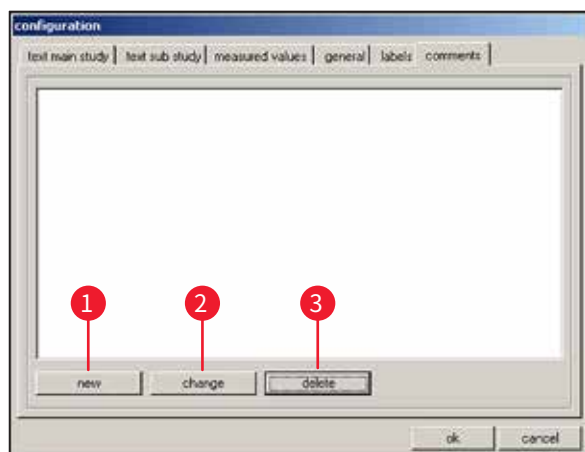 configuration
text main study text sub study measured values general labels comments
1 2 3
new change delete
ok cancel